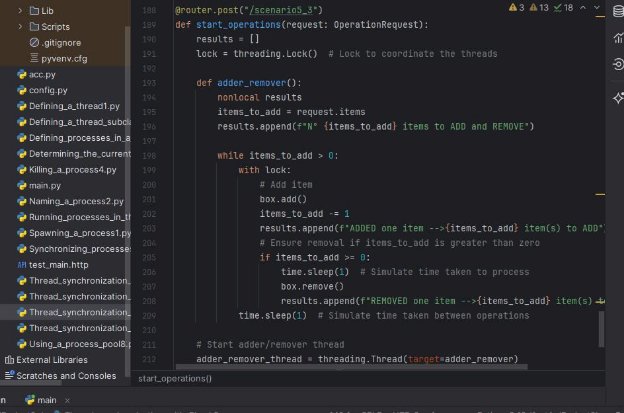 Lib
Scripts
.gitignore
pyvenv.cfg
acc.py
config.py
Defining_a_thread1.py
Defining_a_thread_subcla
Defining_processes_in_a
Determining_the_current
Killing_a_process4.py
main.py
Naming_a_process2.py
Running_processes_in_th
Spawning_a_process1.py
Synchronizing_processes
API test_main.http
Thread_synchronization_
Thread_synchronization_
Thread_synchronization_
Thread_synchronization_
Using_a_process_pool8.p
External Libraries
Scratches and Consoles
3 13 18
188 @router.post("/scenario5_3")
189 def start_operations(request: OperationRequest):
190 results = []
191 lock = threading.Lock() # Lock to coordinate the threads
192
193 def adder_remover():
194 nonlocal results
195 items_to_add = request.items
196 results.append(f"N° {items_to_add} items to ADD and REMOVE")
197
198 while items_to_add > 0:
199 with lock:
200 # Add item
201 box.add()
202 items_to_add -= 1
203 results.append(f"ADDED one item -->{items_to_add} item(s) to ADD")
204 # Ensure removal if items_to_add is greater than zero
205 if items_to_add >= 0:
206 time.sleep(1) # Simulate time taken to process
207 box.remove()
208 results.append(f"REMOVED one item -->{items_to_add} item(s)
209 time.sleep(1) # Simulate time taken between operations
210
211 # Start adder/remover thread
212 adder_remover_thread = threading.Thread(target=adder_remover)
start_operations()
main